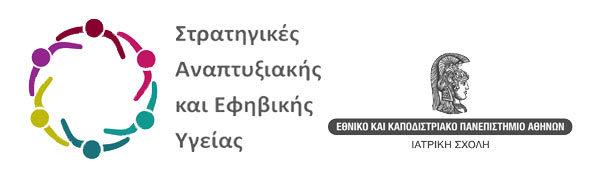 Στρατηγικές
Αναπτυξιακής
και Εφηβικής
Υγείας
ΕΘΝΙΚΟ ΚΑΙ ΚΑΠΟΔΙΣΤΡΙΑΚΟ ΠΑΝΕΠΙΣΤΗΜΙΟ ΑΘΗΝΩΝ
ΙΑΤΡΙΚΗ ΣΧΟΛΗ